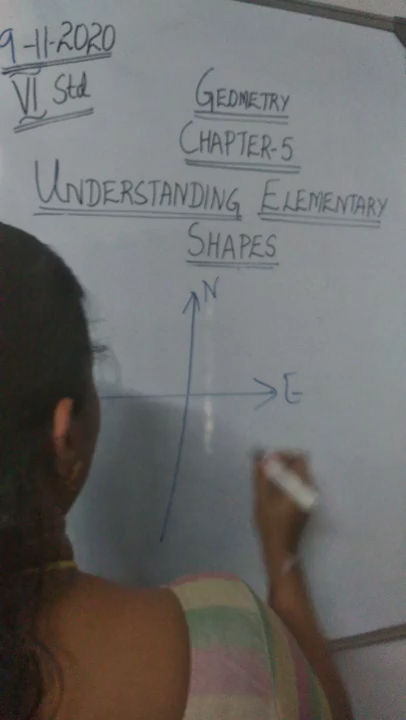 9-11-2020
VI Std
GEOMETRY
CHAPTER-5
UNDERSTANDING ELEMENTARY
SHAPES
N
E